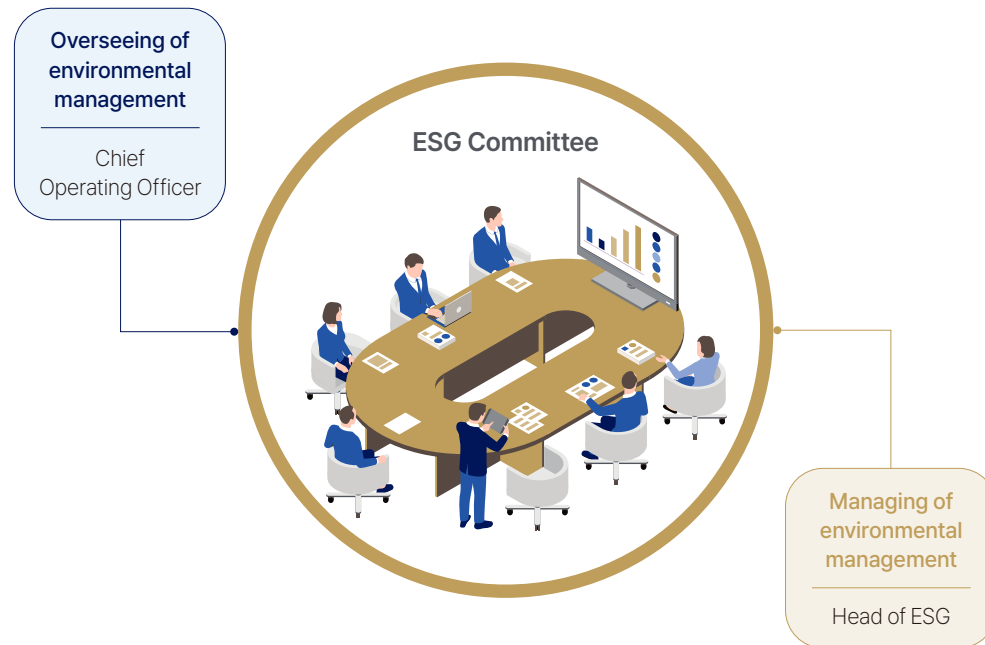 Overseeing of
environmental
management
Chief
Operating Officer
ESG Committee
Managing of
environmental
management
Head of ESG